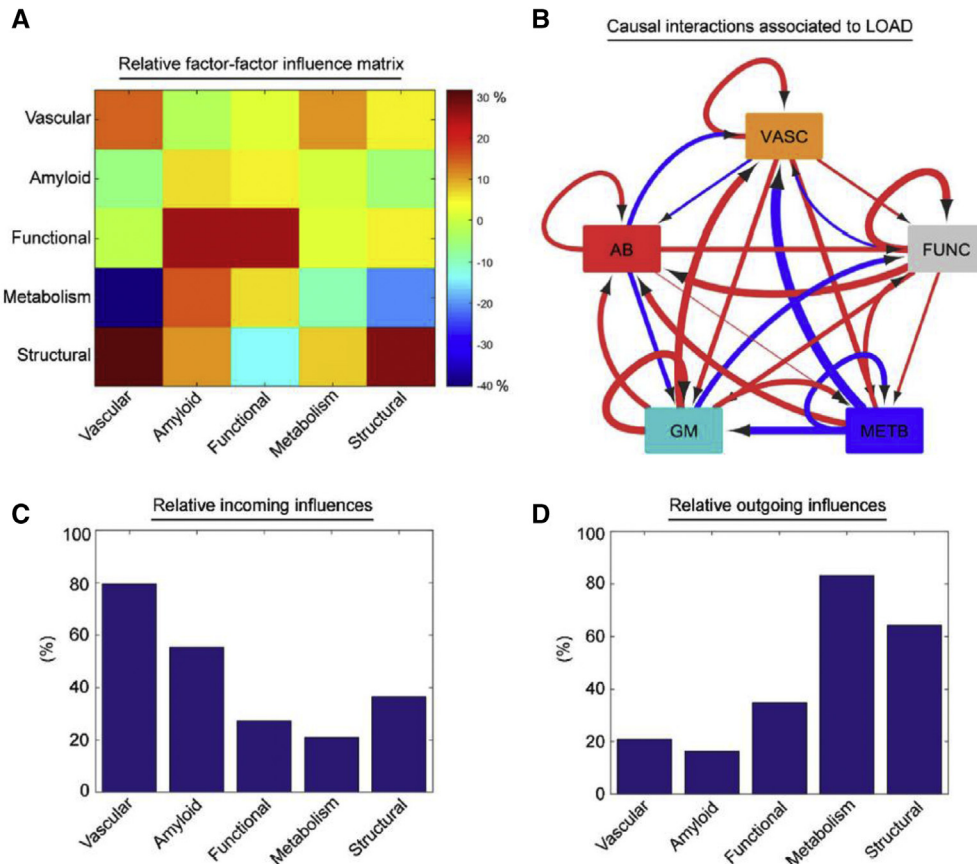 A
Relative factor-factor influence matrix
Vascular
Amyloid
Functional
Metabolism
Structural
Vascular
Amyloid
Functional
Metabolism
Structural
30 %
20
10
0
-10
-20
-30
-40 %
B
Causal interactions associated to LOAD
VASC
AB
FUNC
GM
METB
C
Relative incoming influences
(%)
100
80
60
40
20
0
Vascular
Amyloid
Functional
Metabolism
Structural
D
Relative outgoing influences
(%)
100
80
60
40
20
0
Vascular
Amyloid
Functional
Metabolism
Structural